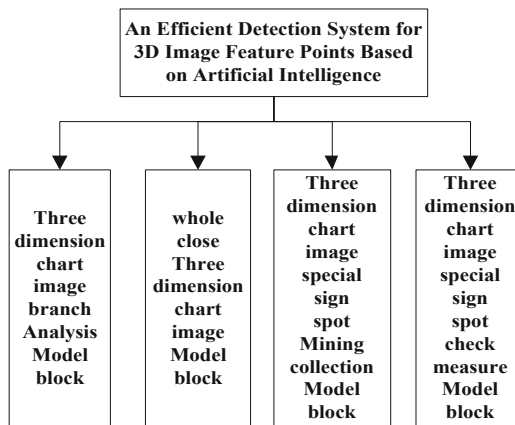 An Efficient Detection System for
3D Image Feature Points Based
on Artificial Intelligence
Three
dimension
chart
image
branch
Analysis
Model
block
whole
close
Three
dimension
chart
image
Model
block
Three
dimension
chart
image
special
sign
spot
Mining
collection
Model
block
Three
dimension
chart
image
special
sign
spot
check
measure
Model
block